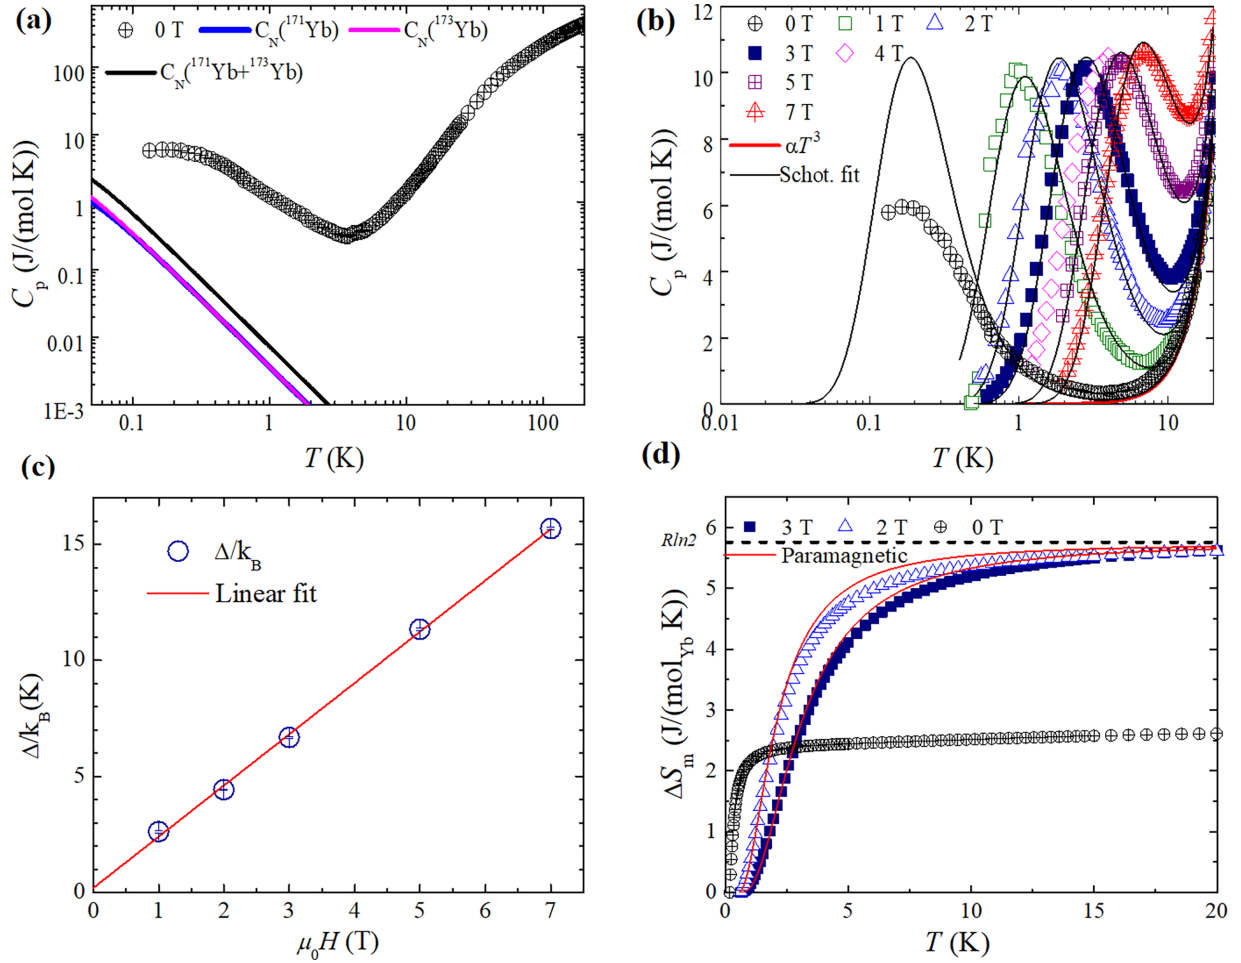 (a)
0 T
C_N(^171Yb)
C_N(^173Yb)
C_N(^171Yb+^173Yb)
100
10
1
0.1
0.01
1E-3
C_p (J/(mol K))
0.1
1
10
100
T (K)
(b)
0 T
1 T
2 T
3 T
4 T
5 T
7 T
αT³
Schot. fit
12
10
8
6
4
2
0
C_p (J/(mol K))
0.01
0.1
1
10
T (K)
(c)
Δ/k_B
Linear fit
15
10
5
0
Δ/k_B(K)
0
1
2
3
4
5
6
7
μ₀H (T)
(d)
3 T
2 T
0 T
Rln2
Paramagnetic
6
5
4
3
2
1
0
ΔS_m (J/(mol_Yb K))
0
5
10
15
20
T (K)